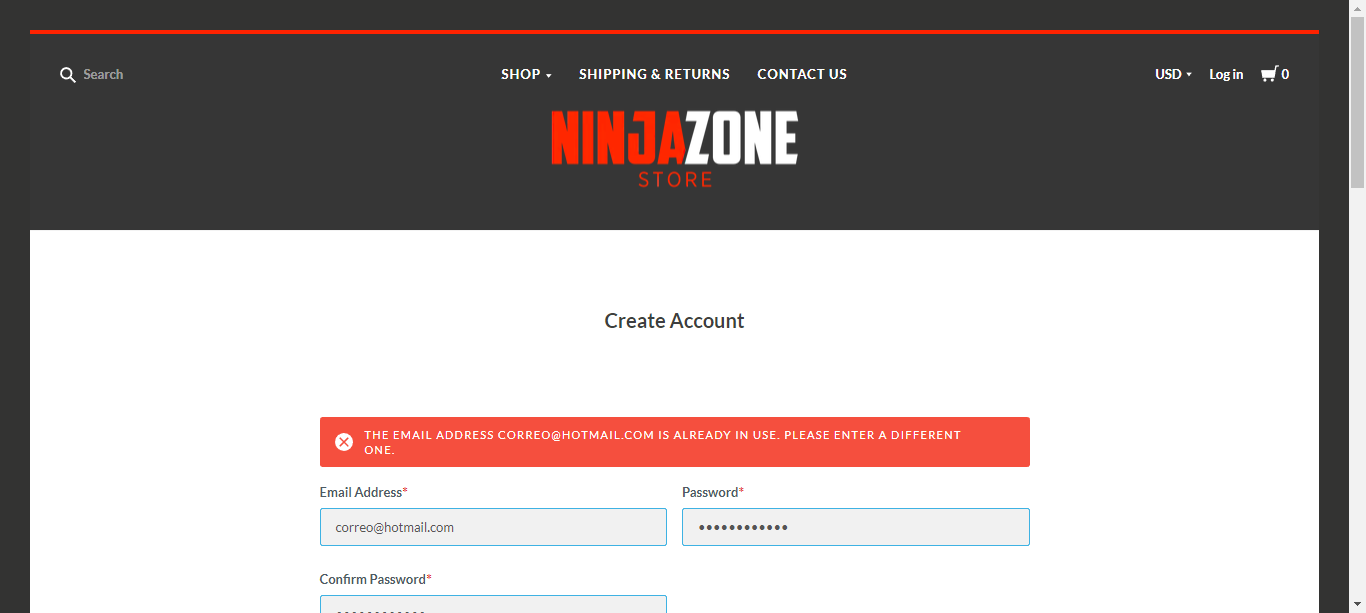 Search
SHOP
SHIPPING & RETURNS
CONTACT US
USD
Log in
0
NINJAZONE
STORE
Create Account
THE EMAIL ADDRESS CORREO@HOTMAIL.COM IS ALREADY IN USE. PLEASE ENTER A DIFFERENT
ONE.
Email Address*
Password*
correo@hotmail.com
••••••••••••
Confirm Password*
••••••••••••